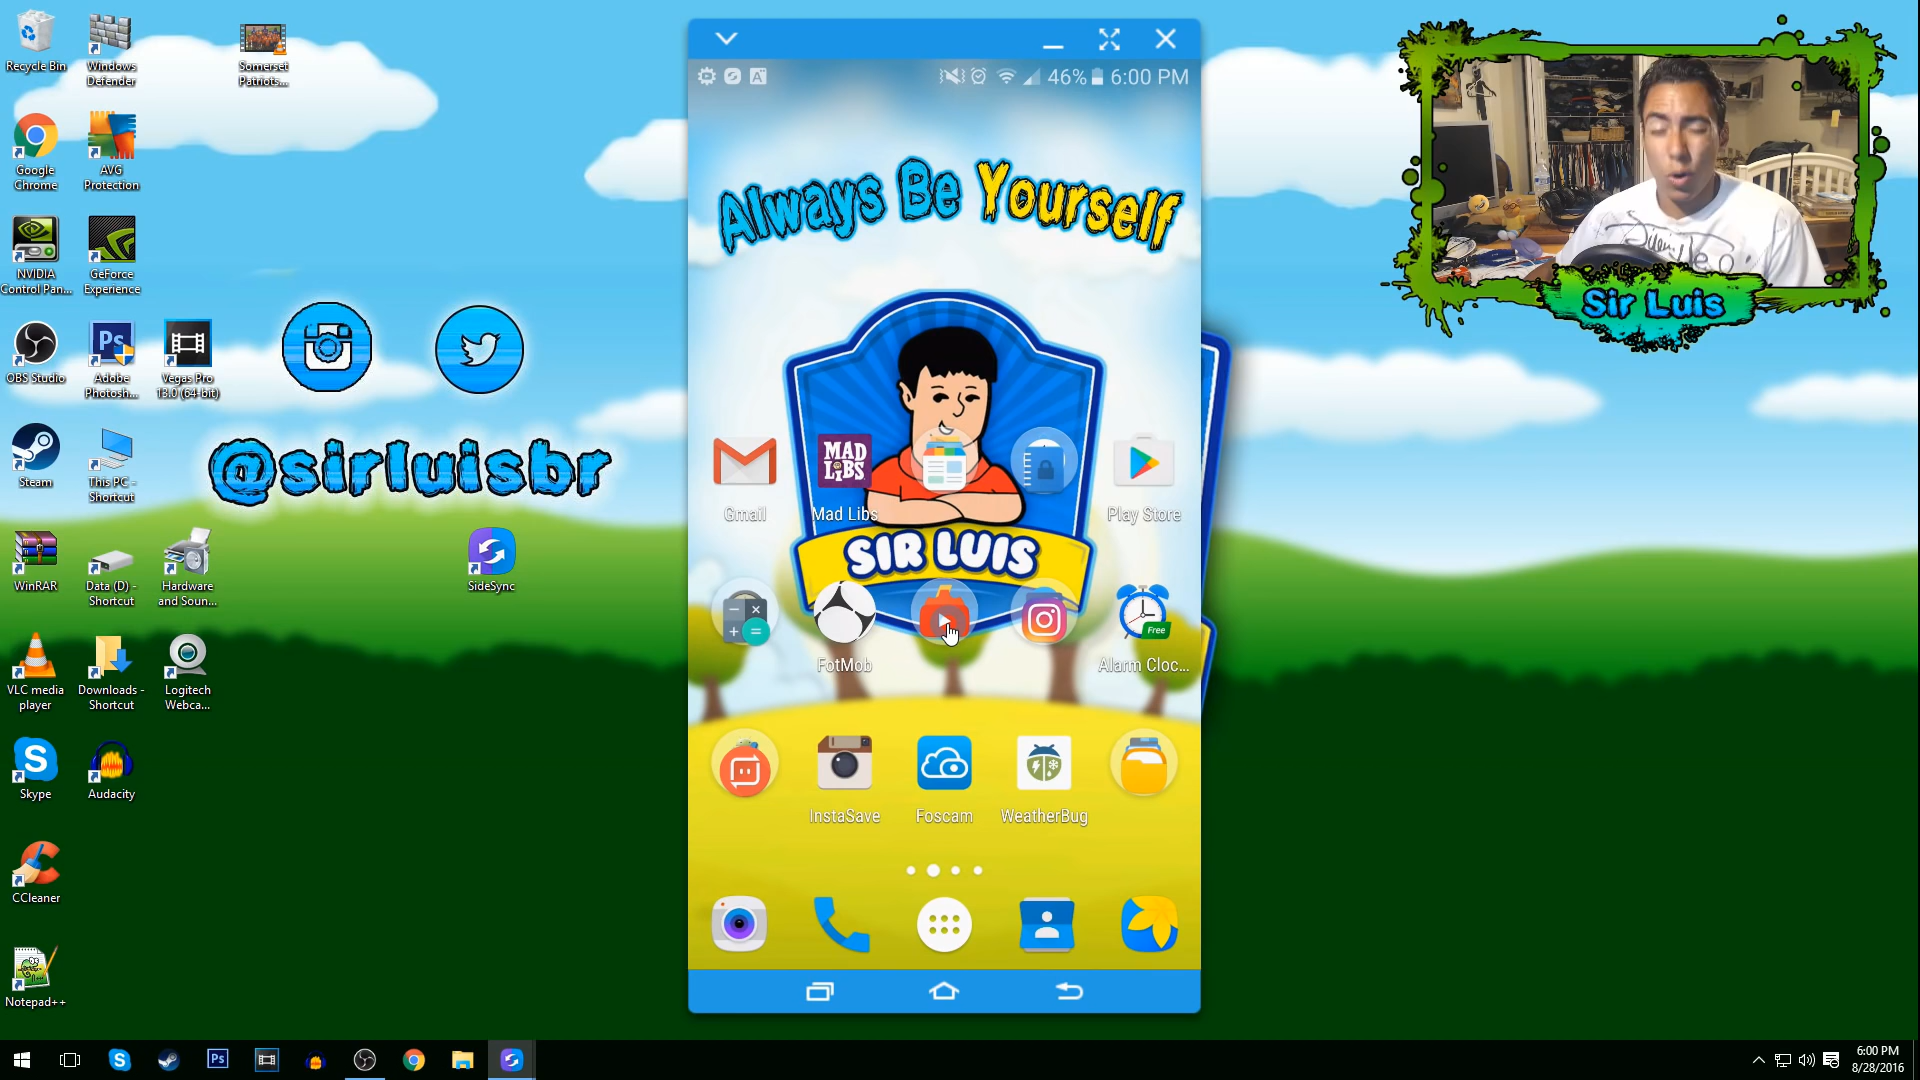 Recycle Bin
Windows
Defender
Somerset
Patriots...
Google
Chrome
AVG
Protection
NVIDIA
Control Pan...
GeForce
Experience
OBS Studio
Ps
Adobe
Photosh...
Vegas Pro
13.0 (64-bit)
Steam
This PC -
Shortcut
WinRAR
Data (D) -
Shortcut
Hardware
and Soun...
SideSync
VLC media
player
Downloads -
Shortcut
Logitech
Webca...
S
Skype
Audacity
CCleaner
Notepad++
@sirluisbr
A
46%
6:00 PM
Always Be Yourself
SIR LUIS
Gmail
MAD
LIBS
Mad Libs
Play Store
FotMob
Free
Alarm Cloc...
InstaSave
Foscam
WeatherBug
Sir Luis
S
Ps
6:00 PM
8/28/2016